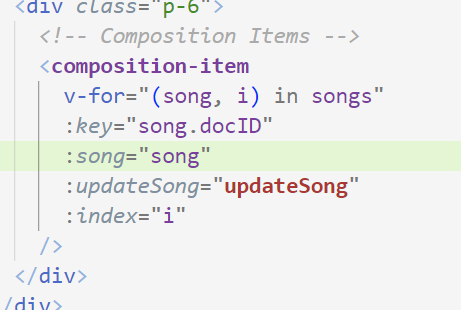 <div class="p-6">
<!-- Composition Items -->
<composition-item
v-for="(song, i) in songs"
:key="song.docID"
:song="song"
:updateSong="updateSong"
:index="i"
/>
</div>
/div>